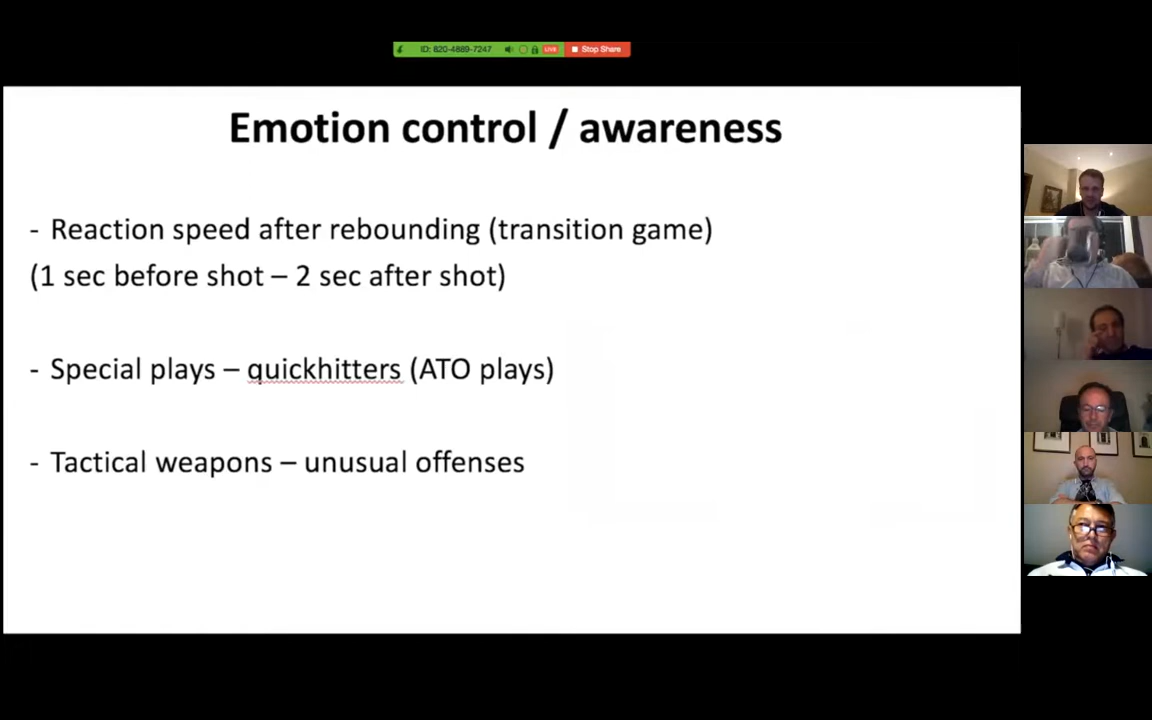 ID: 820-4889-7247 LIVE Stop Share
Emotion control / awareness
- Reaction speed after rebounding (transition game)
(1 sec before shot – 2 sec after shot)
- Special plays – quickhitters (ATO plays)
- Tactical weapons – unusual offenses